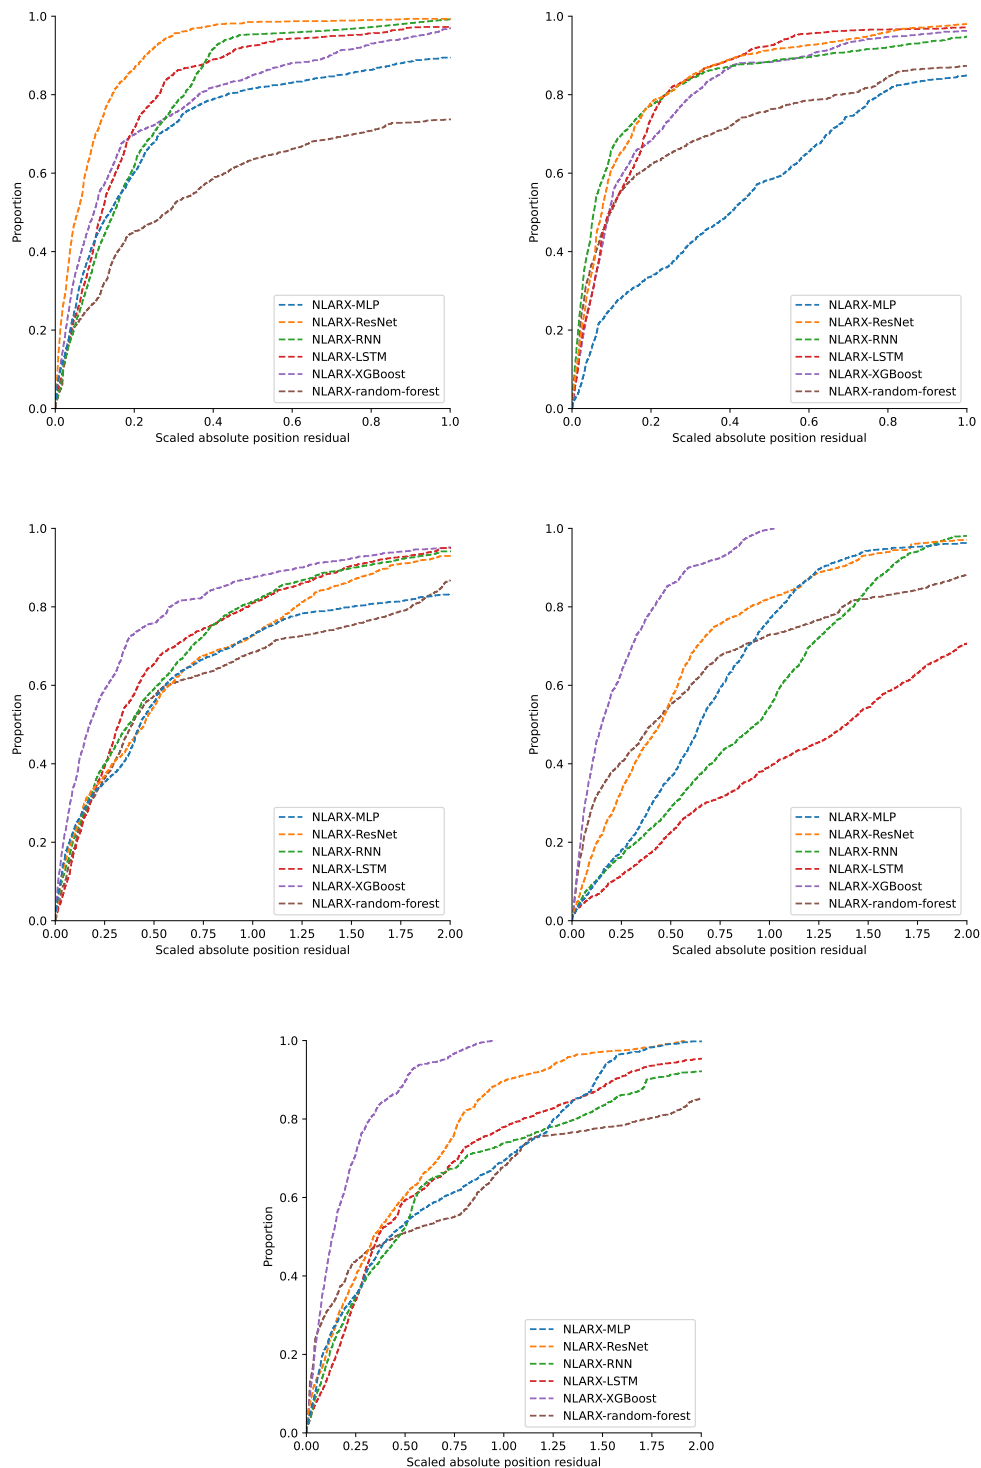 1.0
0.8
0.6
0.4
0.2
0.0
Proportion
0.0 0.2 0.4 0.6 0.8 1.0
Scaled absolute position residual
NLARX-MLP
NLARX-ResNet
NLARX-RNN
NLARX-LSTM
NLARX-XGBoost
NLARX-random-forest
1.0
0.8
0.6
0.4
0.2
0.0
Proportion
0.0 0.2 0.4 0.6 0.8 1.0
Scaled absolute position residual
NLARX-MLP
NLARX-ResNet
NLARX-RNN
NLARX-LSTM
NLARX-XGBoost
NLARX-random-forest
1.0
0.8
0.6
0.4
0.2
0.0
Proportion
0.00 0.25 0.50 0.75 1.00 1.25 1.50 1.75 2.00
Scaled absolute position residual
NLARX-MLP
NLARX-ResNet
NLARX-RNN
NLARX-LSTM
NLARX-XGBoost
NLARX-random-forest
1.0
0.8
0.6
0.4
0.2
0.0
Proportion
0.00 0.25 0.50 0.75 1.00 1.25 1.50 1.75 2.00
Scaled absolute position residual
NLARX-MLP
NLARX-ResNet
NLARX-RNN
NLARX-LSTM
NLARX-XGBoost
NLARX-random-forest
1.0
0.8
0.6
0.4
0.2
0.0
Proportion
0.00 0.25 0.50 0.75 1.00 1.25 1.50 1.75 2.00
Scaled absolute position residual
NLARX-MLP
NLARX-ResNet
NLARX-RNN
NLARX-LSTM
NLARX-XGBoost
NLARX-random-forest